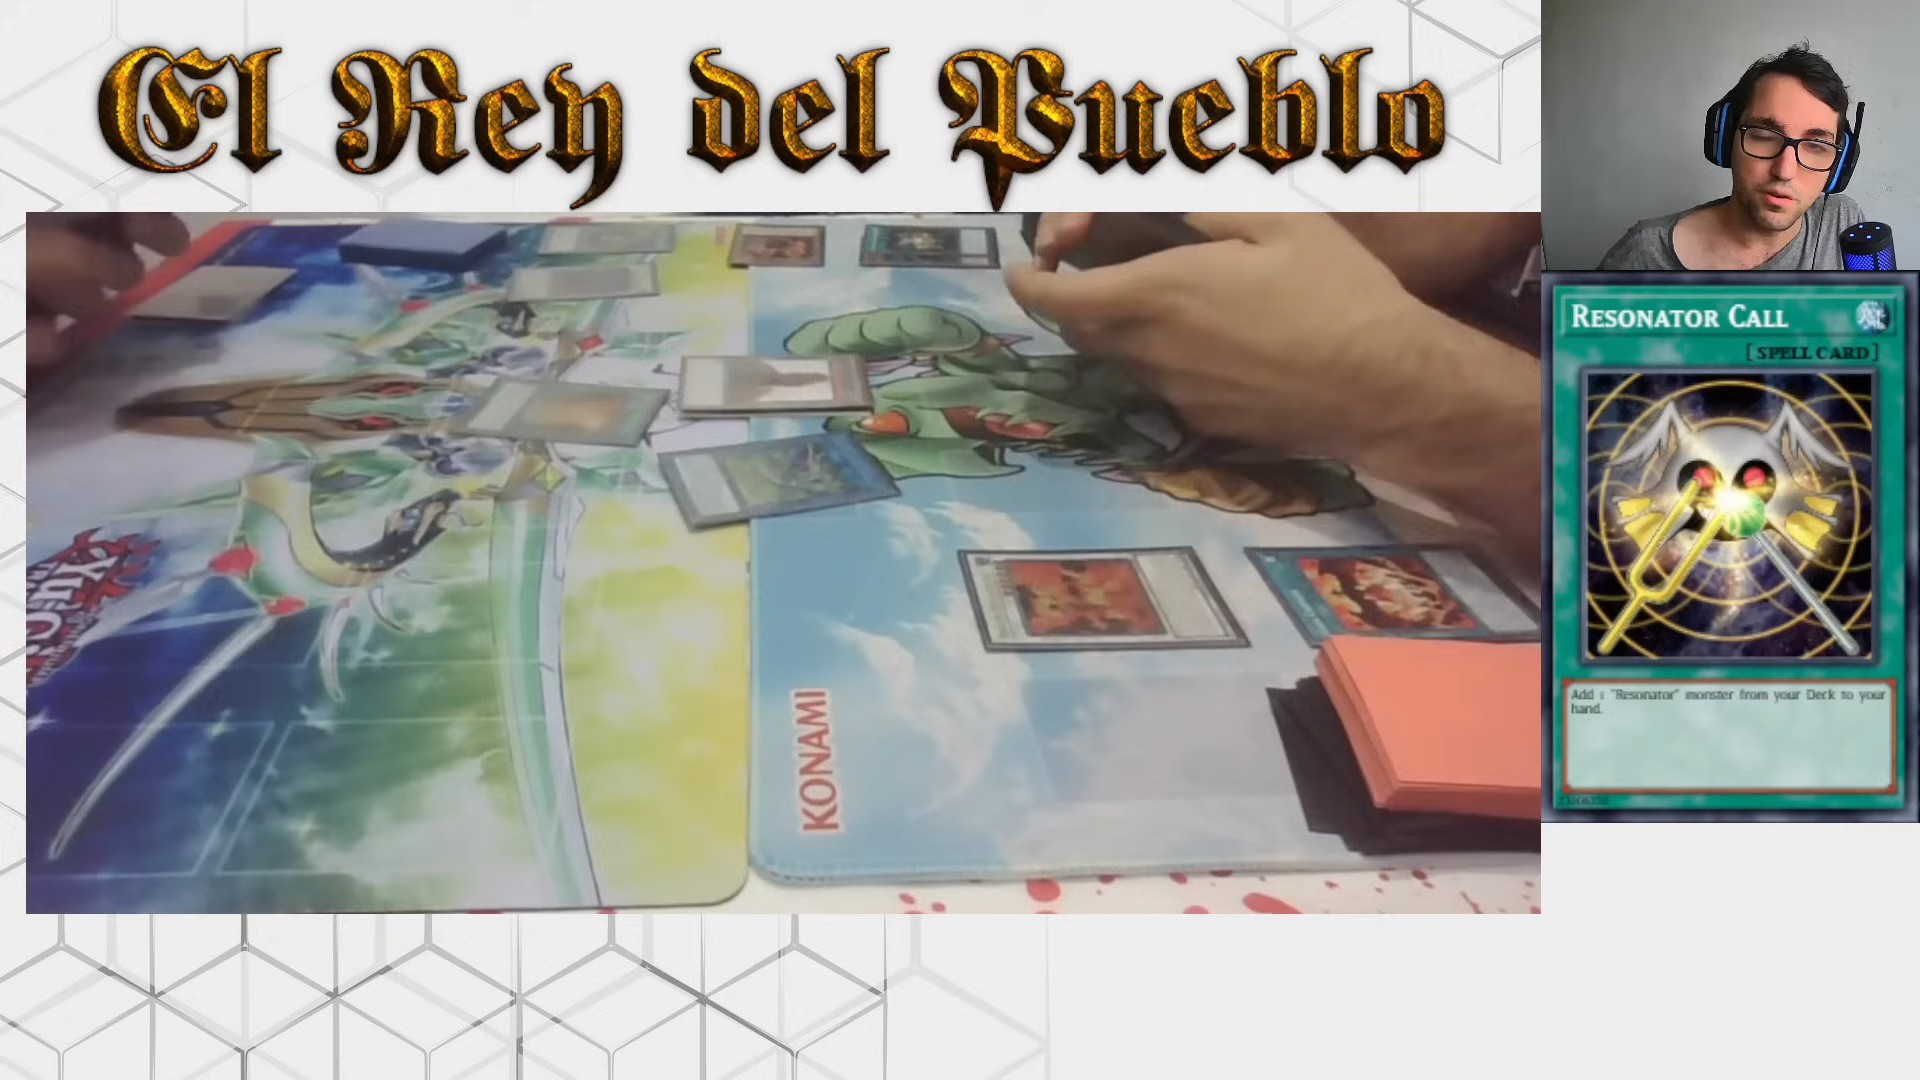 El Rey del Pueblo
RESONATOR CALL
[SPELL CARD]
Add 1 "Resonator" monster from your Deck to your
hand.
KONAMI